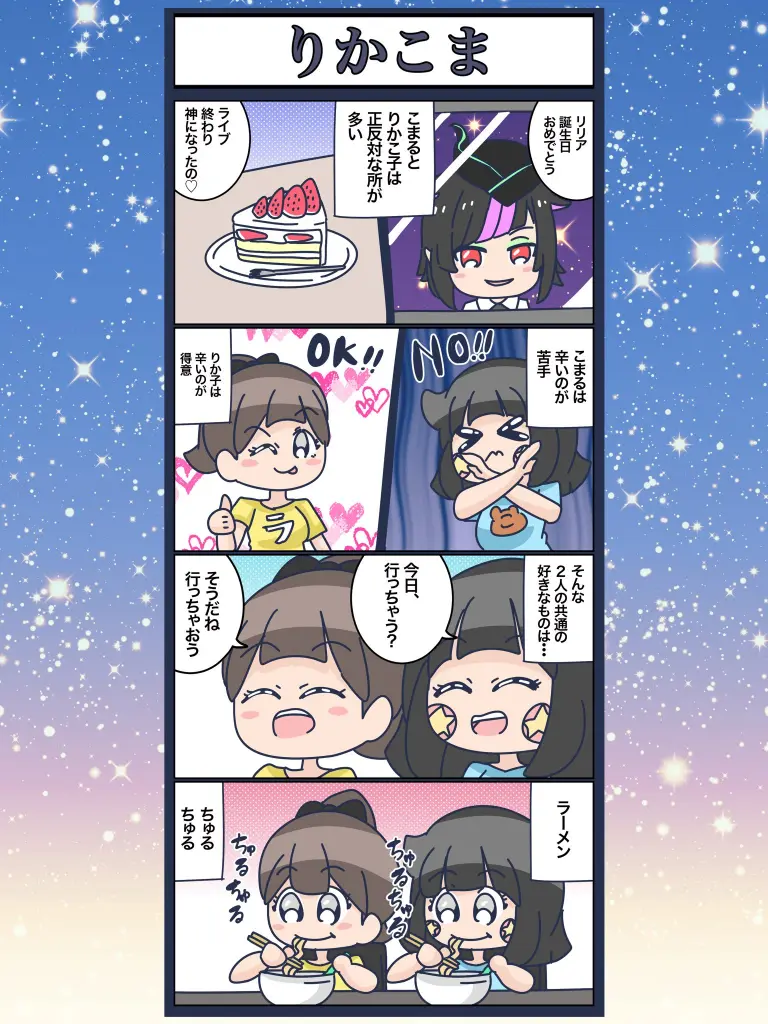 りかこま
リリア
誕生日
おめでとう
こまると
りかこ子は
正反対な所が
多い
ライブ
終わり
神になったの♡
こまるは
辛いのが
苦手
NO!!
OK!!
りか子は
辛いのが
得意
ラ
そんな
2人の共通の
好きなものは…
今日、
行っちゃう?
そうだね
行っちゃおう
ラーメン
ちゅるちゅる
ちゅるちゅる
ちゅる
ちゅる